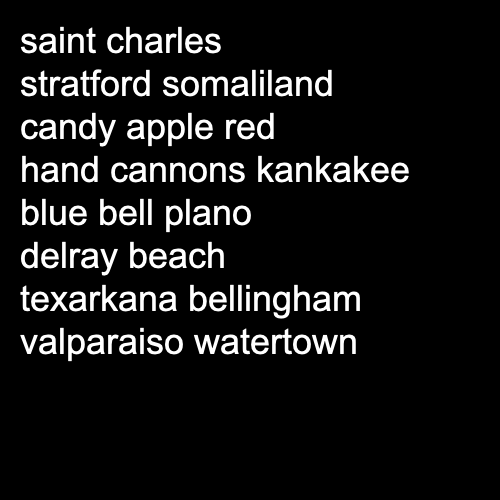 saint charles
stratford somaliland
candy apple red
hand cannons kankakee
blue bell plano
delray beach
texarkana bellingham
valparaiso watertown